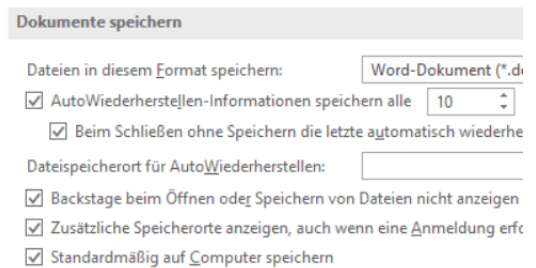 Dokumente speichern
Dateien in diesem Format speichern: Word-Dokument (*.d
AutoWiederherstellen-Informationen speichern alle 10
Beim Schließen ohne Speichern die letzte automatisch wiederhe
Dateispeicherort für AutoWiederherstellen:
Backstage beim Öffnen oder Speichern von Dateien nicht anzeigen
Zusätzliche Speicherorte anzeigen, auch wenn eine Anmeldung erfo
Standardmäßig auf Computer speichern